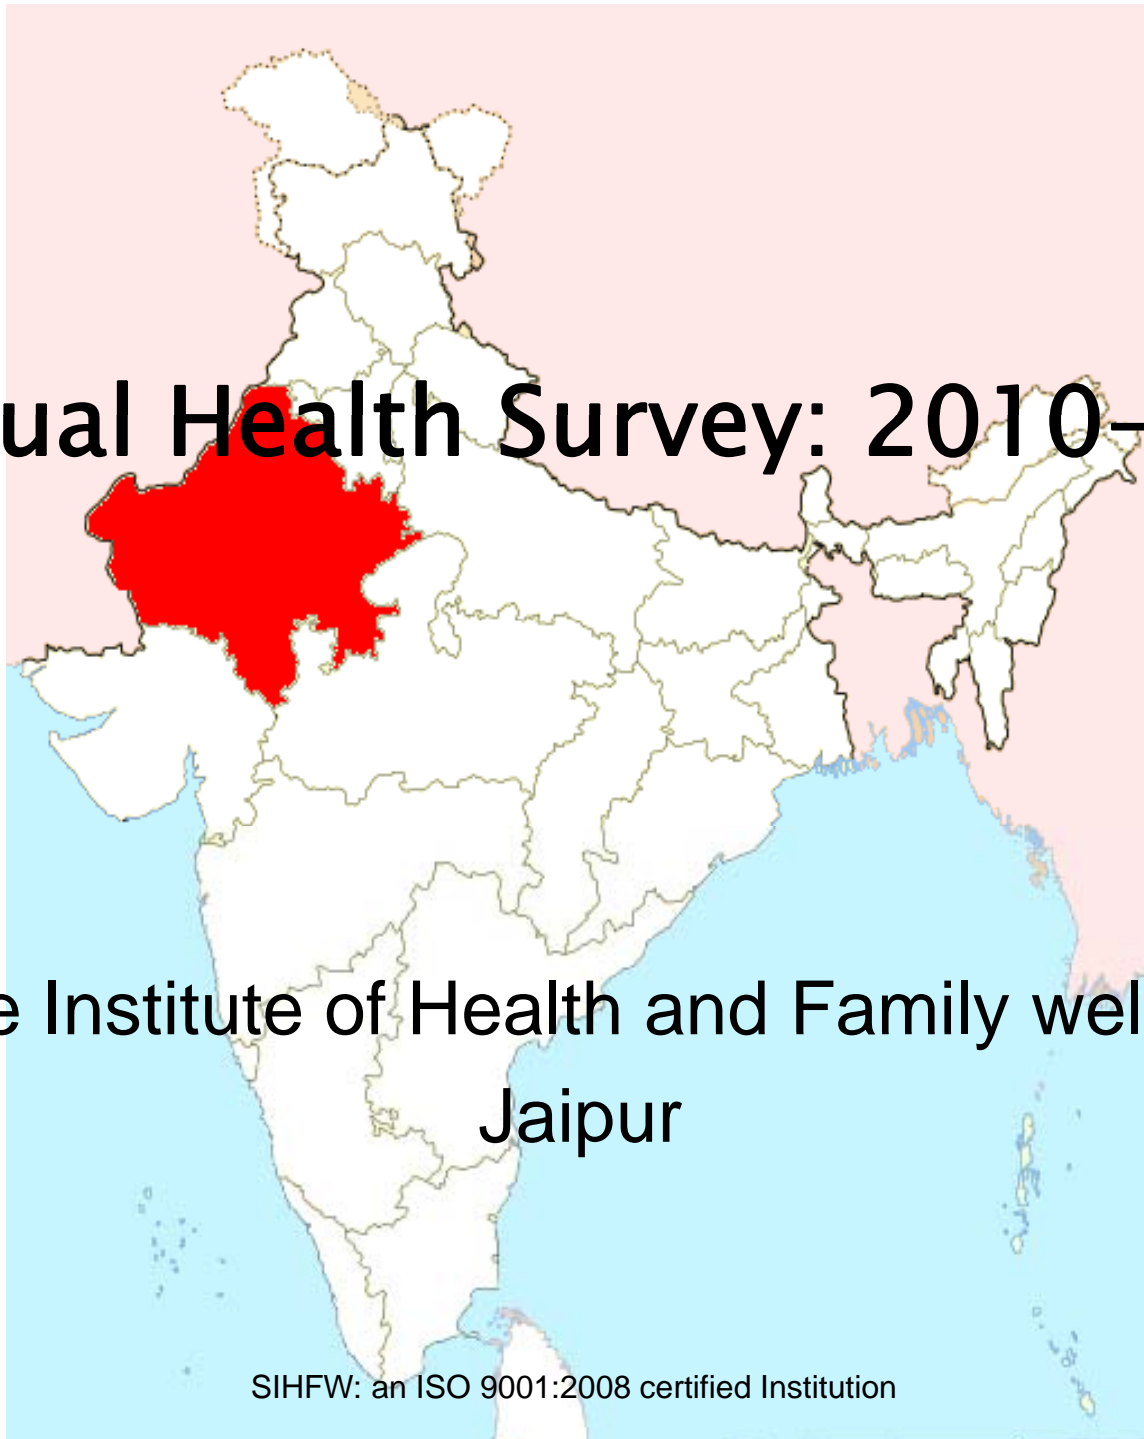 ual Health Survey: 2010-
e Institute of Health and Family wel
Jaipur
SIHFW: an ISO 9001:2008 certified Institution